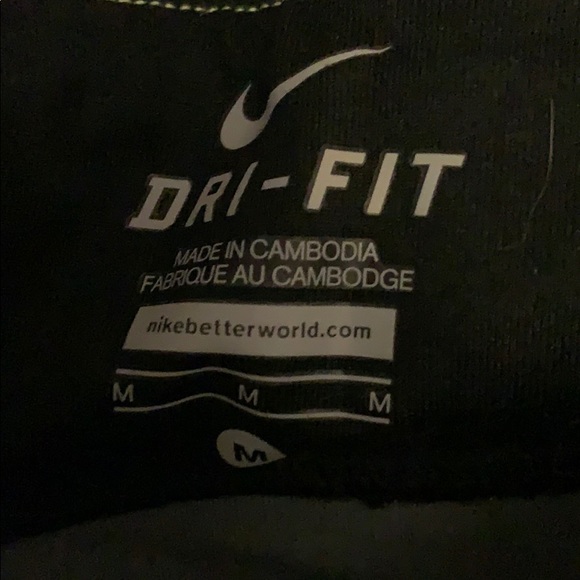 DRI-FIT
MADE IN CAMBODIA
FABRIQUE AU CAMBODGE
nikebetterworld.com
M M M
M